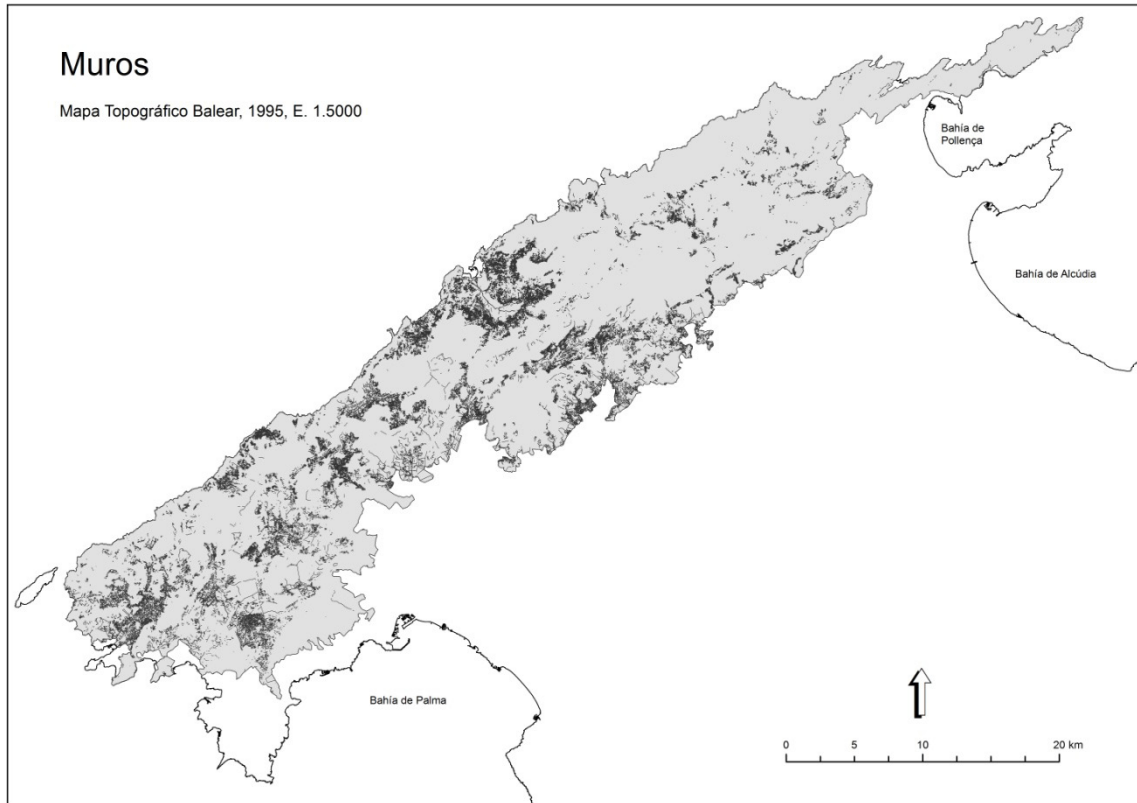 Muros
Mapa Topográfico Balear, 1995, E. 1.5000
Bahía de
Pollença
Bahía de Alcúdia
Bahía de Palma
0 5 10 20 km